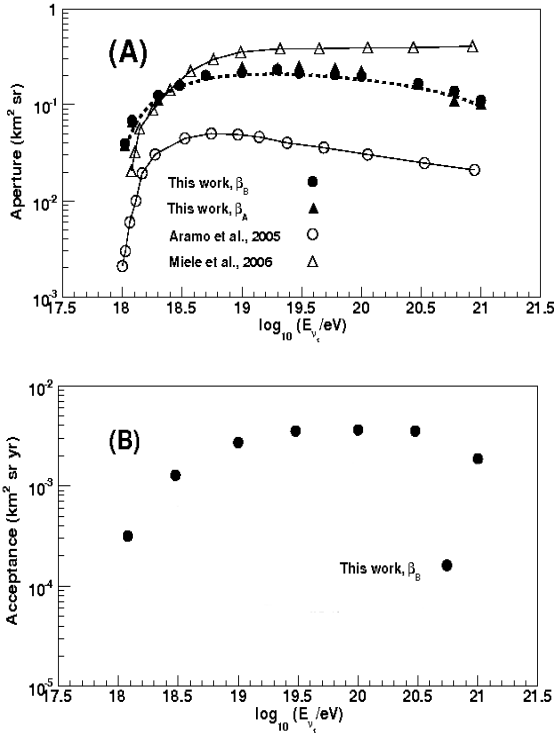 (A)
Aperture (km² sr)
1
10⁻¹
10⁻²
10⁻³
This work, β_B
This work, β_A
Aramo et al., 2005
Miele et al., 2006
17.5 18 18.5 19 19.5 20 20.5 21 21.5
log₁₀ (E_ντ/eV)
(B)
Acceptance (km² sr yr)
10⁻²
10⁻³
10⁻⁴
10⁻⁵
This work, β_B
17.5 18 18.5 19 19.5 20 20.5 21 21.5
log₁₀ (E_ντ/eV)